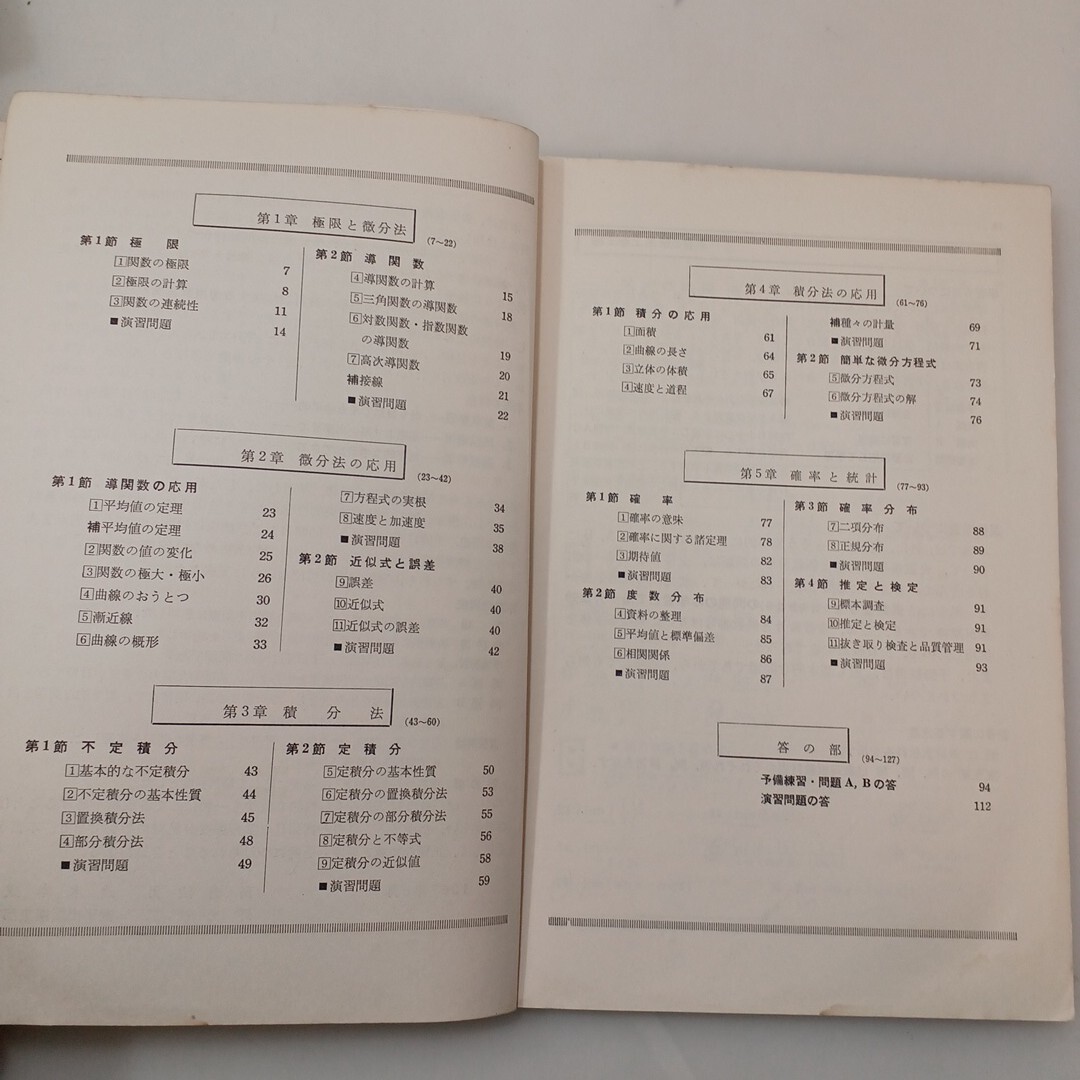 第1章 極限と微分法 (7〜22)
第1節 極限
1 関数の極限 7
2 極限の計算 8
3 関数の連続性 11
■演習問題 14
第2節 導関数
4 導関数の計算 15
5 三角関数の導関数 18
6 対数関数・指数関数
の導関数 19
7 高次導関数 20
補 接線 21
■演習問題 22
第2章 微分法の応用 (23〜42)
第1節 導関数の応用
1 平均値の定理 23
補 平均値の定理 24
2 関数の値の変化 25
3 関数の極大・極小 26
4 曲線のおうとつ 30
5 漸近線 32
6 曲線の概形 33
7 方程式の実根 34
8 速度と加速度 35
■演習問題 38
第2節 近似式と誤差
9 誤差 40
10 近似式 40
11 近似式の誤差 40
■演習問題 42
第3章 積分法 (43〜60)
第1節 不定積分
1 基本的な不定積分 43
2 不定積分の基本性質 44
3 置換積分法 45
4 部分積分法 48
■演習問題 49
第2節 定積分
5 定積分の基本性質 50
6 定積分の置換積分法 53
7 定積分の部分積分法 55
8 定積分と不等式 56
9 定積分の近似値 58
■演習問題 59
第4章 積分法の応用 (61〜76)
第1節 積分の応用
1 面積 61
2 曲線の長さ 64
3 立体の体積 65
4 速度と道程 67
補 種々の計量 69
■演習問題 71
第2節 簡単な微分方程式
5 微分方程式 73
6 微分方程式の解 74
■演習問題 76
第5章 確率と統計 (77〜93)
第1節 確率
1 確率の意味 77
2 確率に関する諸定理 78
3 期待値 82
■演習問題 83
第2節 度数分布
4 資料の整理 84
5 平均値と標準偏差 85
6 相関関係 86
■演習問題 87
第3節 確率分布
7 二項分布 88
8 正規分布 89
■演習問題 90
第4節 推定と検定
9 標本調査 91
10 推定と検定 91
11 抜き取り検査と品質管理 91
■演習問題 93
答の部 (94〜127)
予備練習・問題A,Bの答 94
演習問題の答 112